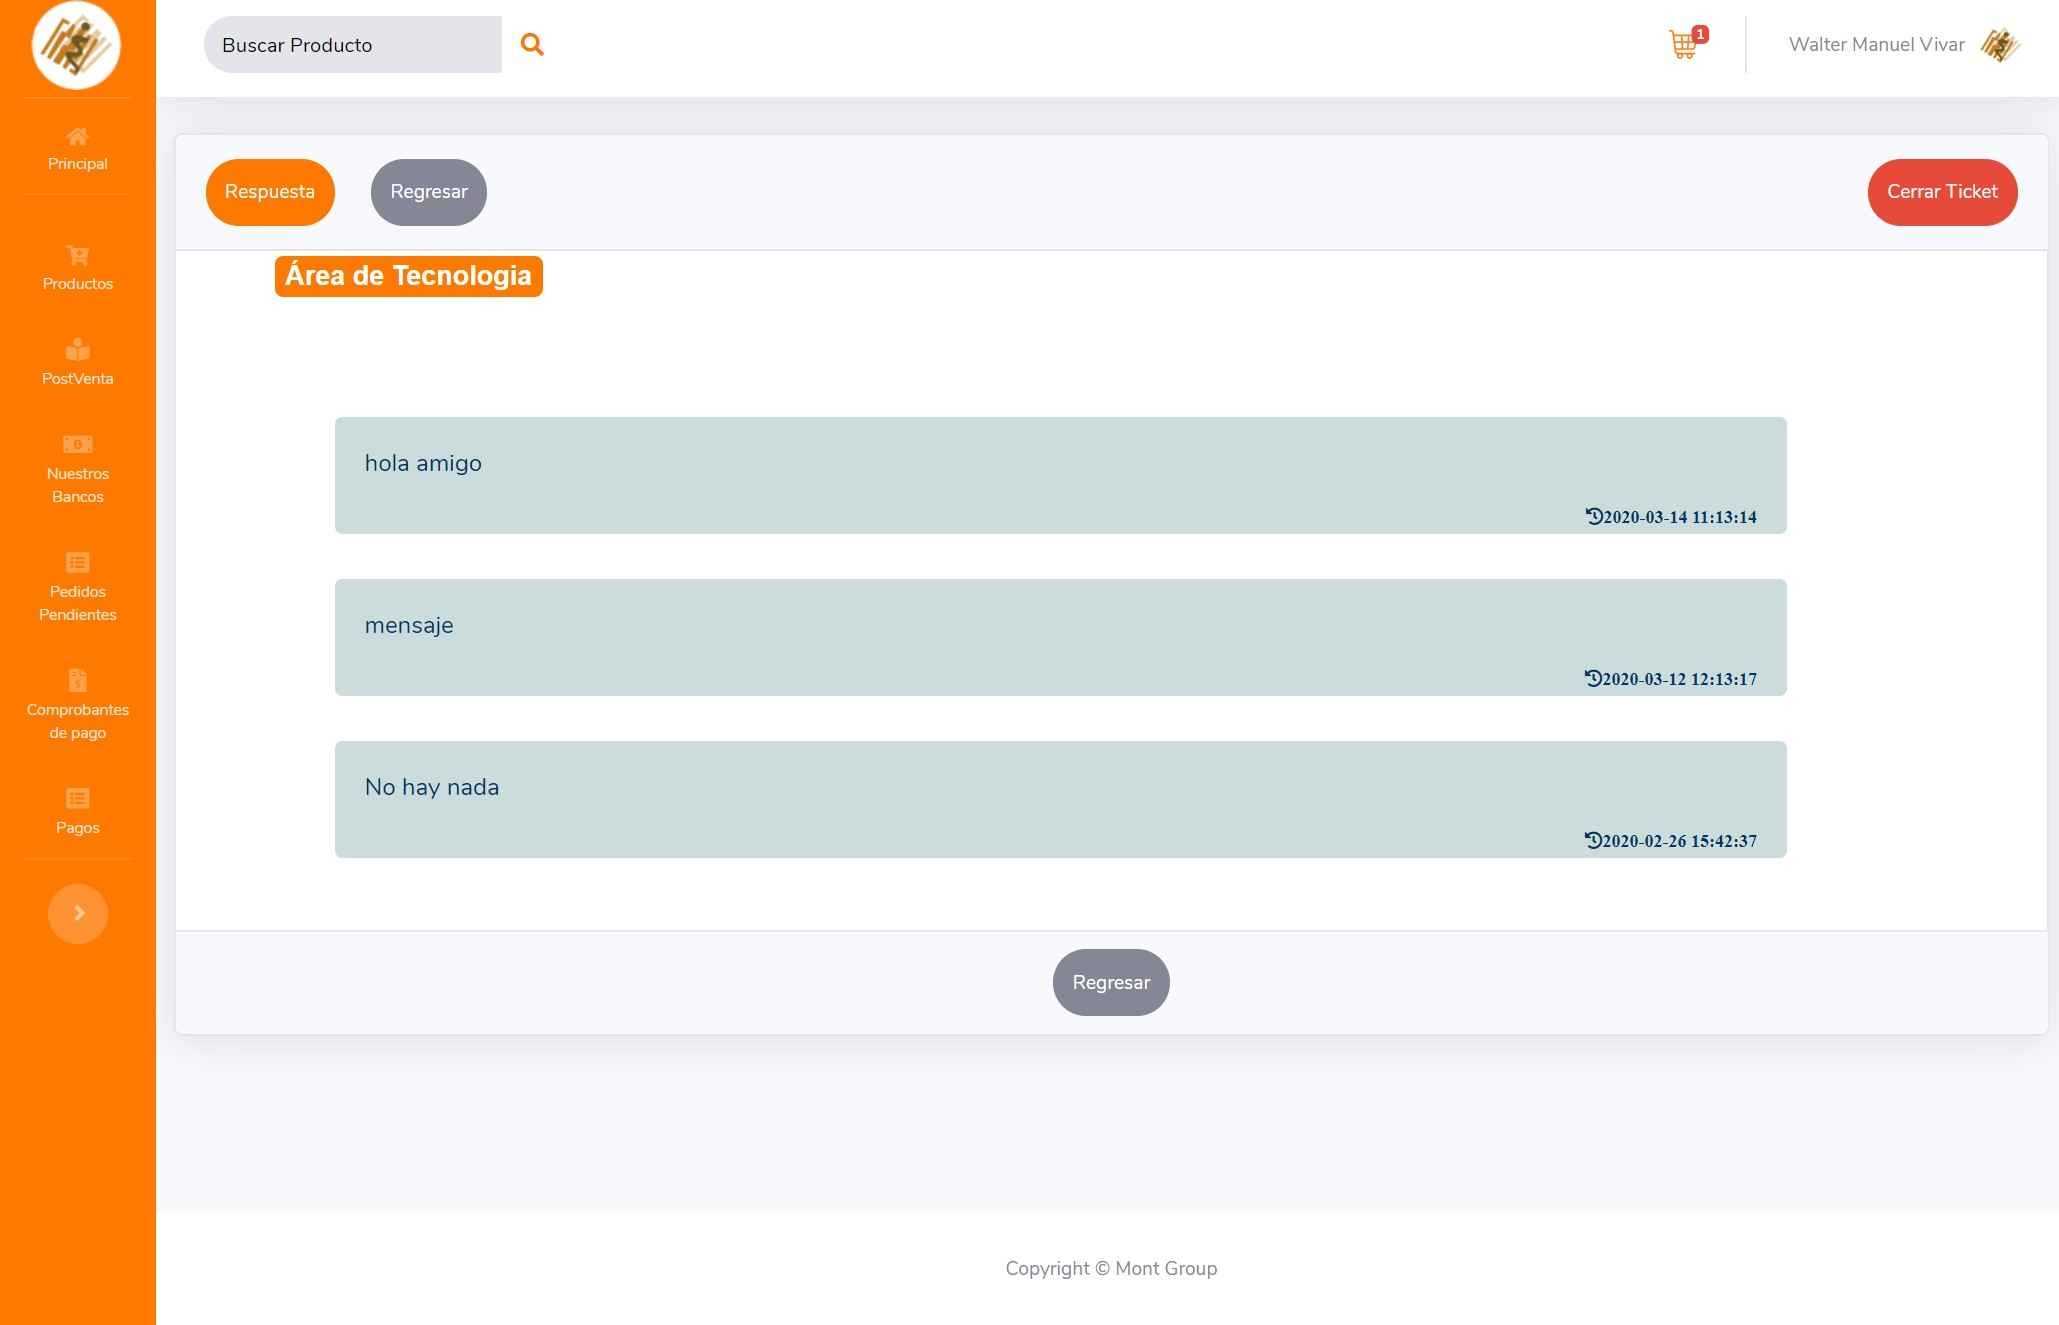 Buscar Producto
1
Walter Manuel Vivar
Principal
Productos
PostVenta
Nuestros
Bancos
Pedidos
Pendientes
Comprobantes
de pago
Pagos
Respuesta
Regresar
Cerrar Ticket
Área de Tecnologia
hola amigo
2020-03-14 11:13:14
mensaje
2020-03-12 12:13:17
No hay nada
2020-02-26 15:42:37
Regresar
Copyright © Mont Group